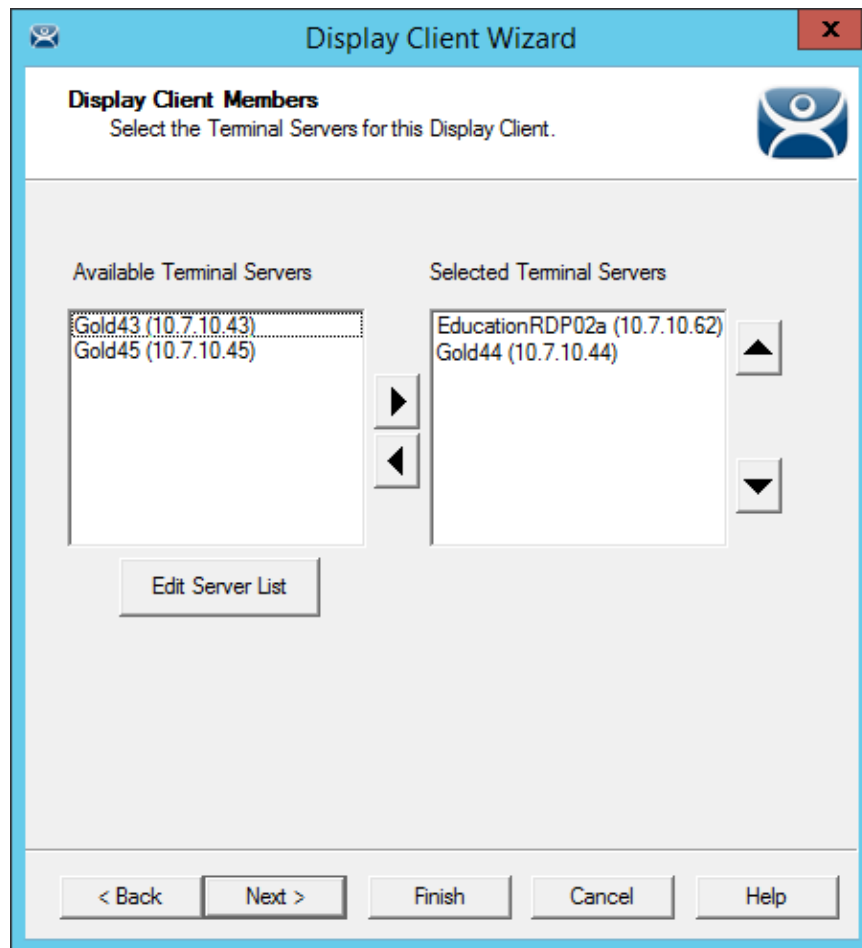 Display Client Wizard
x
Display Client Members
Select the Terminal Servers for this Display Client.
Available Terminal Servers
Gold43 (10.7.10.43)
Gold45 (10.7.10.45)
Selected Terminal Servers
EducationRDP02a (10.7.10.62)
Gold44 (10.7.10.44)
Edit Server List
< Back Next > Finish Cancel Help